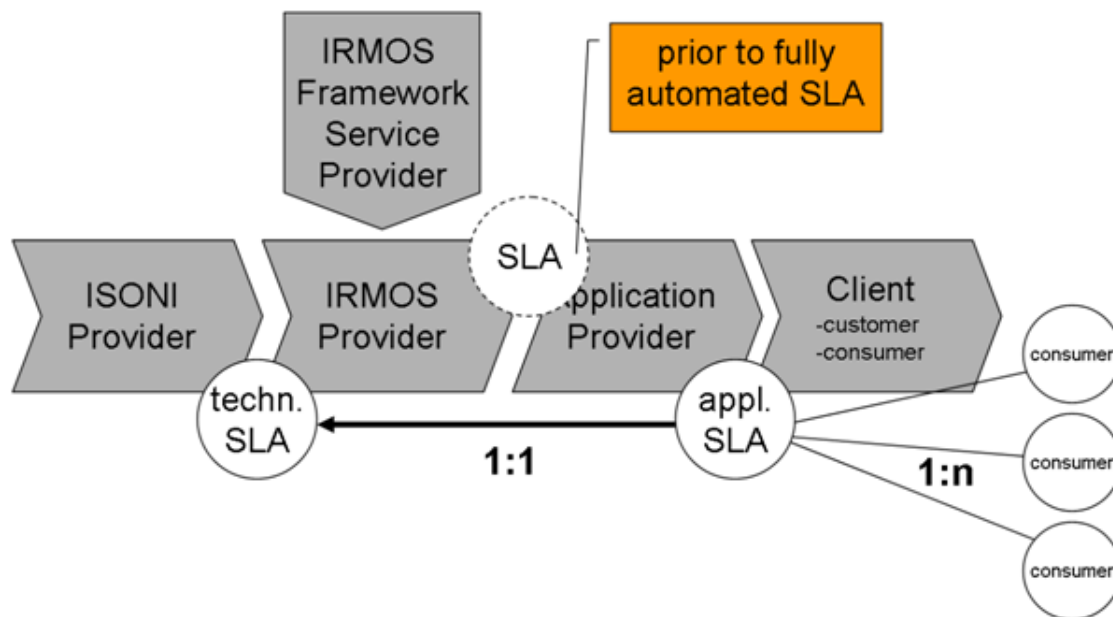 IRMOS
Framework
Service
Provider
prior to fully
automated SLA
SLA
ISONI
Provider
IRMOS
Provider
pplication
Provider
Client
-customer
-consumer
techn.
SLA
appl.
SLA
1:1
1:n
consumer
consumer
consumer